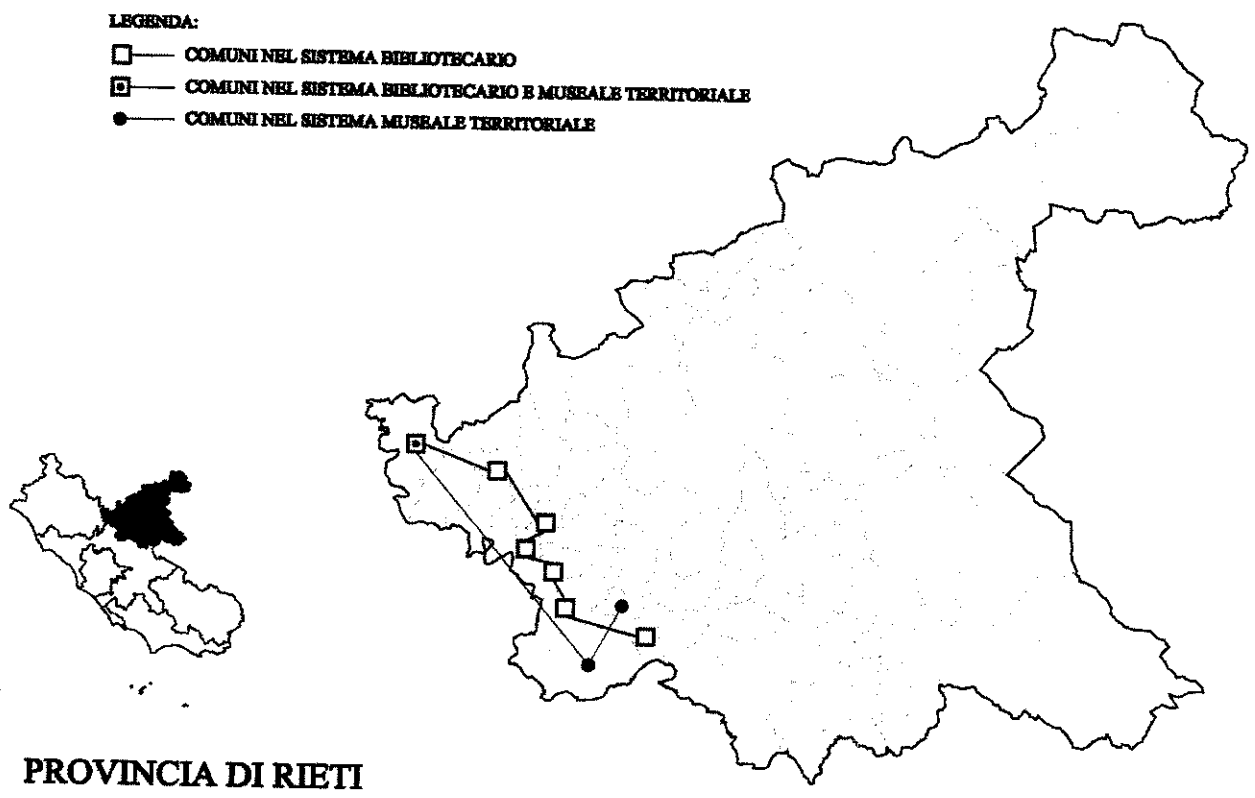 LEGENDA:
COMUNI NEL SISTEMA BIBLIOTECARIO
COMUNI NEL SISTEMA BIBLIOTECARIO E MUSEALE TERRITORIALE
COMUNI NEL SISTEMA MUSEALE TERRITORIALE
PROVINCIA DI RIETI